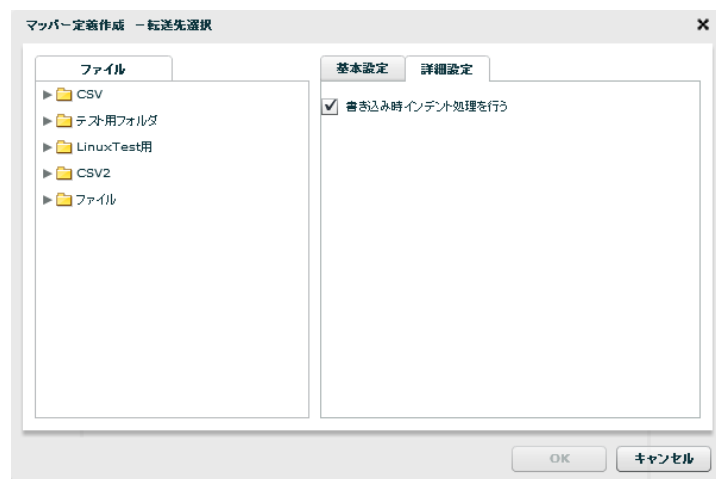 マッパー定義作成 －転送先選択
ファイル
CSV
テスト用フォルダ
LinuxTest用
CSV2
ファイル
基本設定 詳細設定
書き込み時インデント処理を行う
OK キャンセル